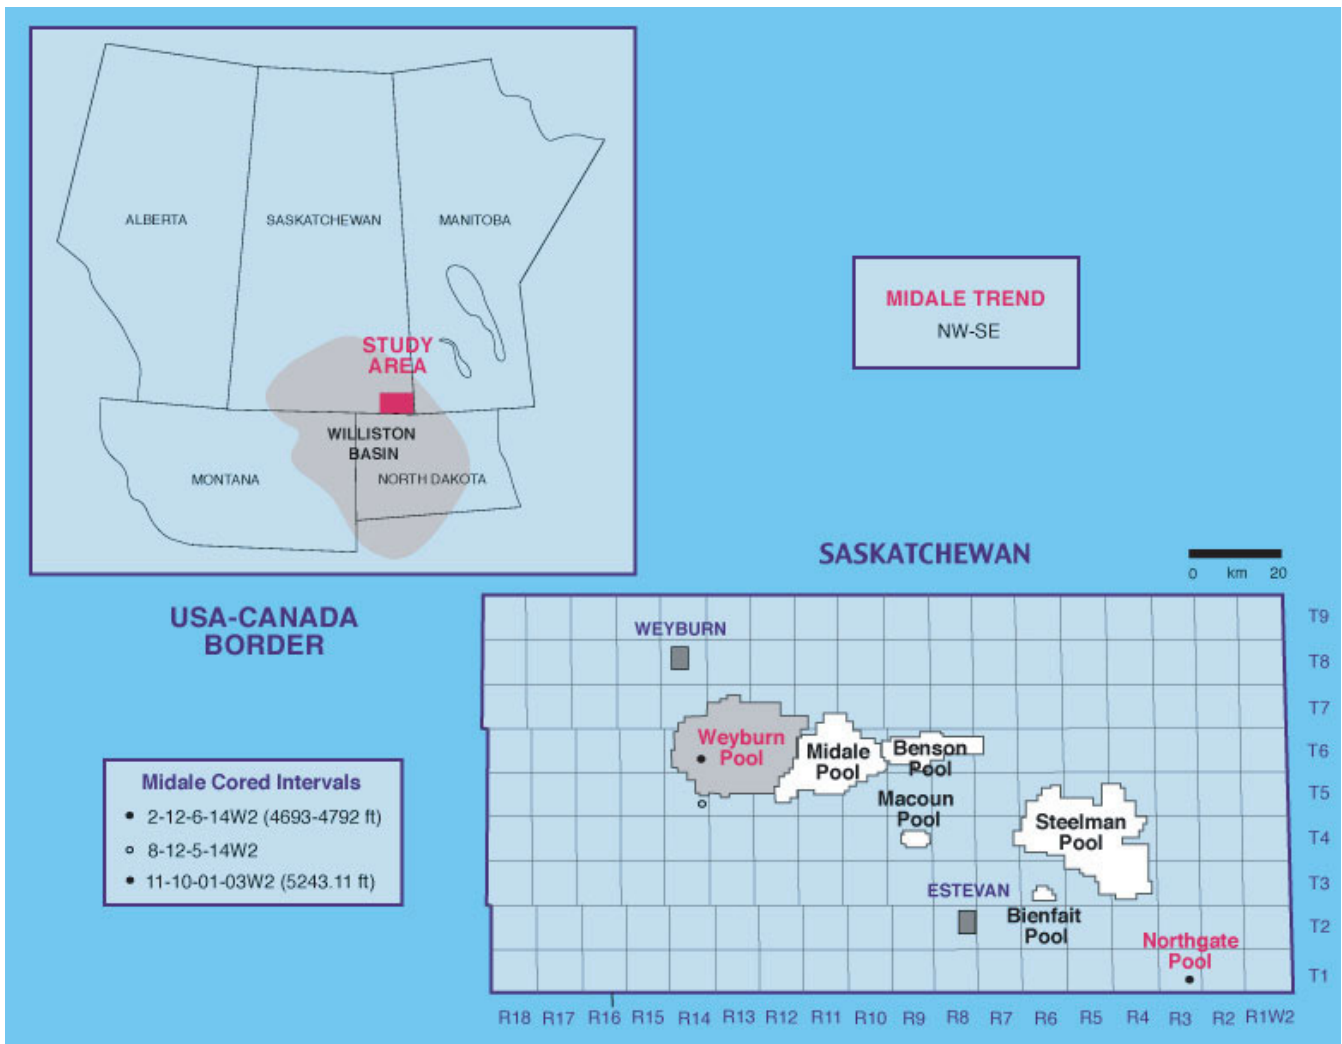 ALBERTA
SASKATCHEWAN
MANITOBA
STUDY
AREA
WILLISTON
BASIN
MONTANA
NORTH DAKOTA
MIDALE TREND
NW-SE
USA-CANADA
BORDER
SASKATCHEWAN
0 km 20
Midale Cored Intervals
2-12-6-14W2 (4693-4792 ft)
8-12-5-14W2
11-10-01-03W2 (5243.11 ft)
WEYBURN
Weyburn
Pool
Midale
Pool
Benson
Pool
Macoun
Pool
Steelman
Pool
ESTEVAN
Bienfait
Pool
Northgate
Pool
T9
T8
T7
T6
T5
T4
T3
T2
T1
R18 R17 R16 R15 R14 R13 R12 R11 R10 R9 R8 R7 R6 R5 R4 R3 R2 R1W2